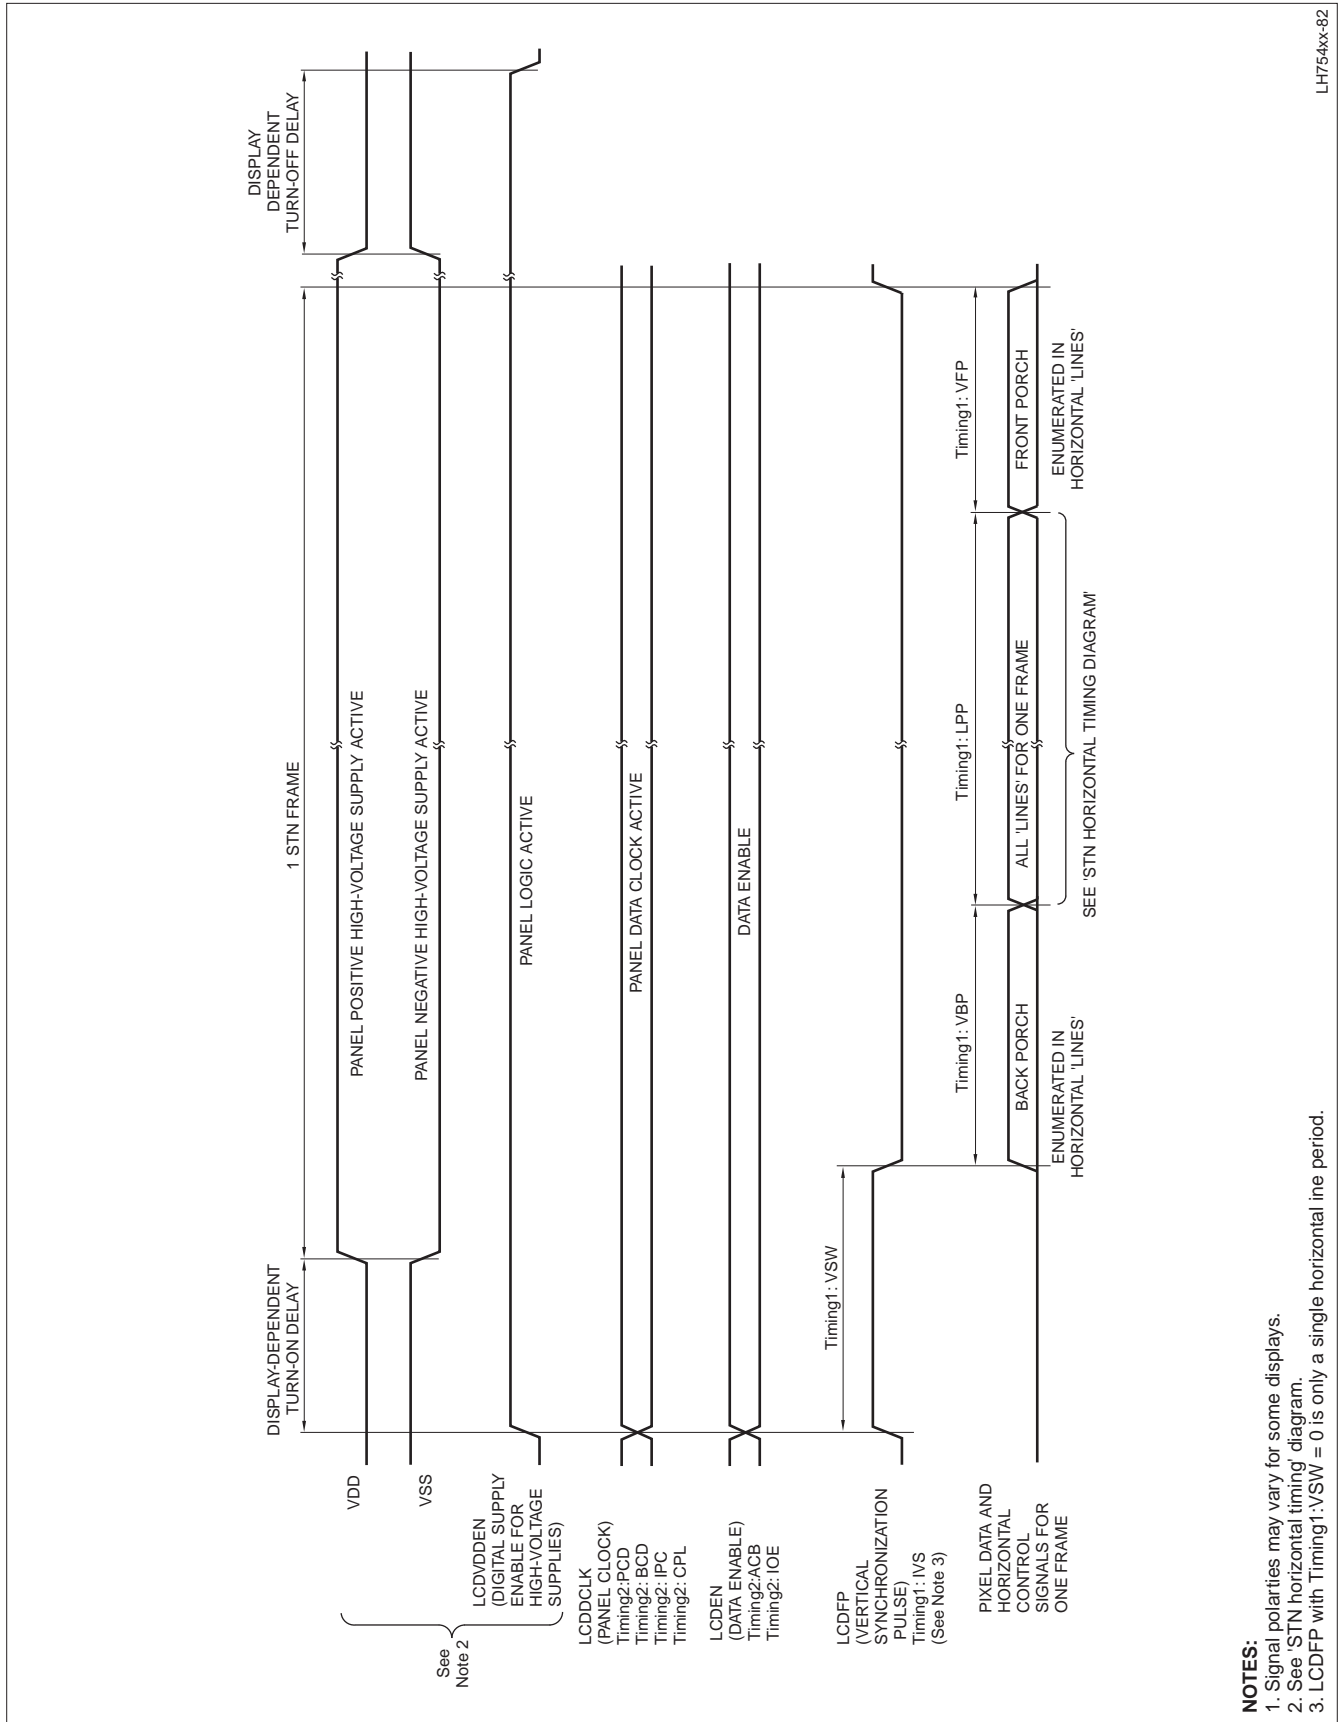 DISPLAY-DEPENDENT
TURN-ON DELAY
1 STN FRAME
DISPLAY
DEPENDENT
TURN-OFF DELAY
VDD
PANEL POSITIVE HIGH-VOLTAGE SUPPLY ACTIVE
VSS
PANEL NEGATIVE HIGH-VOLTAGE SUPPLY ACTIVE
See
Note 2
LCDVDDEN
(DIGITAL SUPPLY
ENABLE FOR
HIGH-VOLTAGE
SUPPLIES)
PANEL LOGIC ACTIVE
LCDDCLK
(PANEL CLOCK)
Timing2:PCD
Timing2: BCD
Timing2: IPC
Timing2: CPL
PANEL DATA CLOCK ACTIVE
LCDEN
(DATA ENABLE)
Timing2:ACB
Timing2: IOE
DATA ENABLE
Timing1: VSW
LCDFP
(VERTICAL
SYNCHRONIZATION
PULSE)
Timing1: IVS
(See Note 3)
Timing1: VBP
Timing1: LPP
Timing1: VFP
PIXEL DATA AND
HORIZONTAL
CONTROL
SIGNALS FOR
ONE FRAME
BACK PORCH
ALL 'LINES' FOR ONE FRAME
FRONT PORCH
ENUMERATED IN
HORIZONTAL 'LINES'
SEE 'STN HORIZONTAL TIMING DIAGRAM'
ENUMERATED IN
HORIZONTAL 'LINES'
NOTES:
1. Signal polarties may vary for some displays.
2. See 'STN horizontal timing' diagram.
3. LCDFP with Timing1:VSW = 0 is only a single horizontal ine period.
LH754xx-82